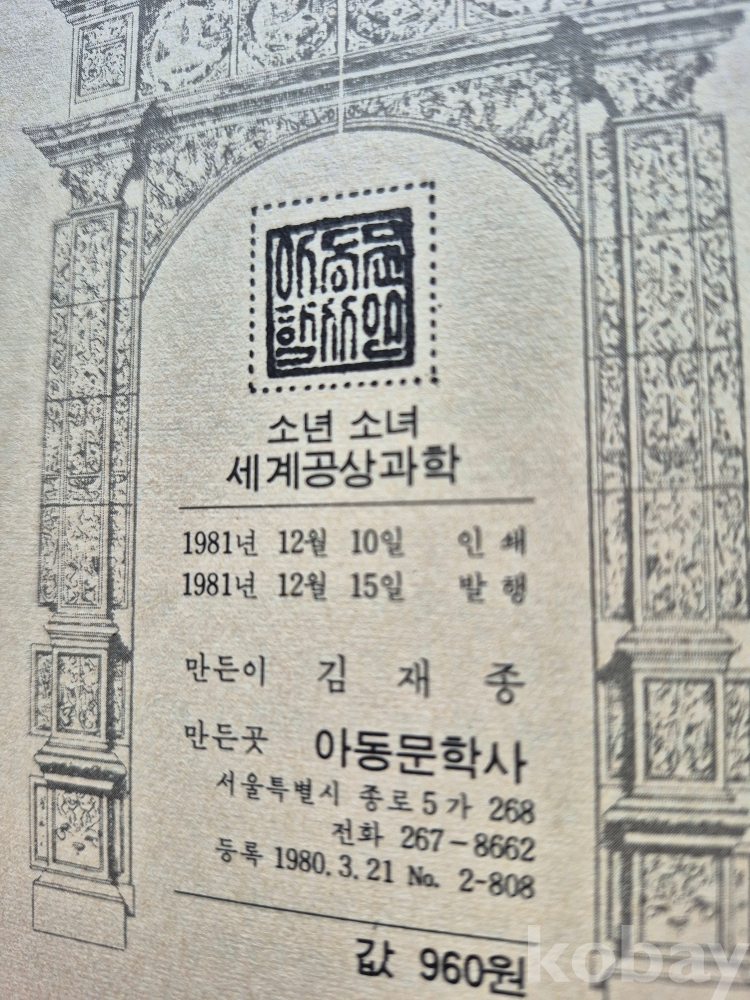 소년 소녀
세계공상과학
1981년 12월 10일 인쇄
1981년 12월 15일 발행
만든이 김재종
만든곳 아동문학사
서울특별시 종로5가 268
전화 267-8662
등록 1980.3.21 No. 2-808
값 960원
kobay